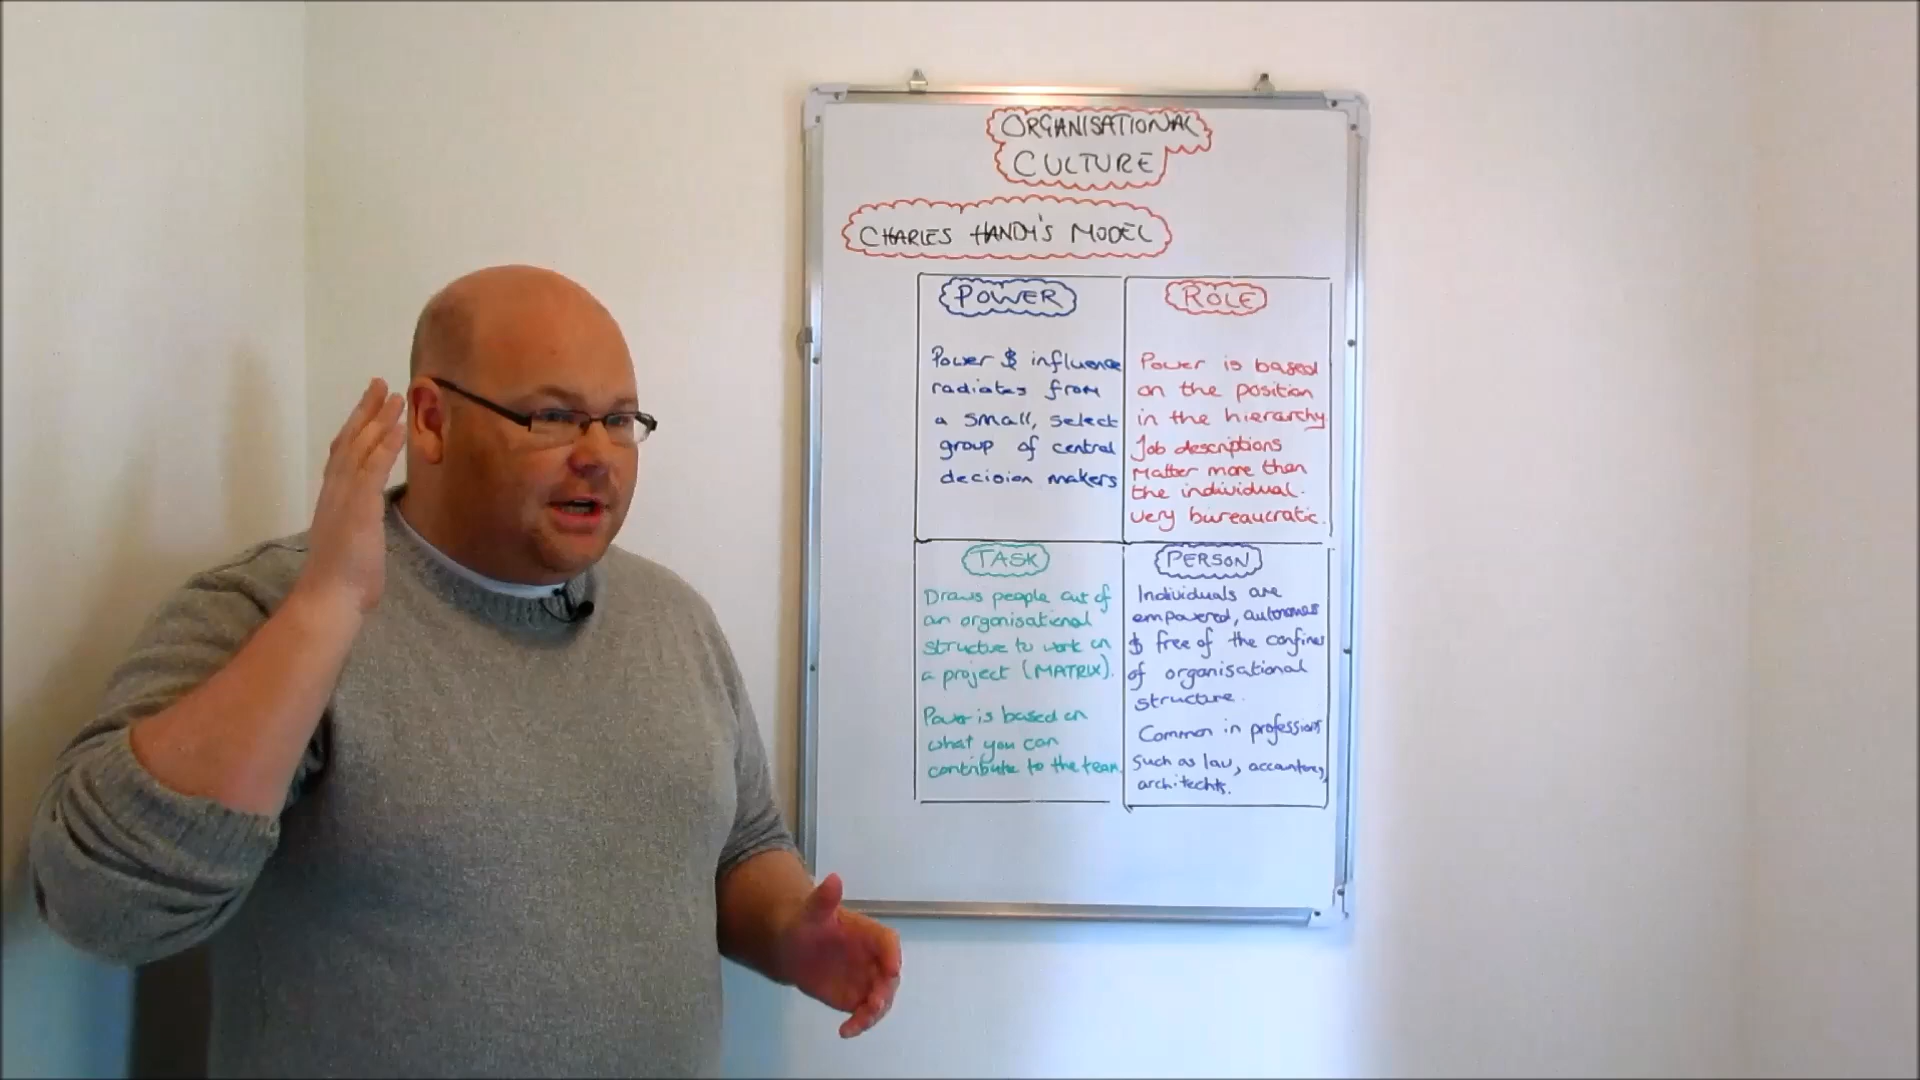 ORGANISATIONAL
CULTURE
CHARLES HANDY'S MODEL
POWER
Power & influence
radiates from
a small, select
group of central
decision makers
ROLE
Power is based
on the position
in the hierarchy.
Job descriptions
Matter more than
the individual.
Very bureaucratic.
TASK
Draws people out of
an organisational
structure to work on
a project (MATRIX).
Power is based on
what you can
contribute to the team.
PERSON
Individuals are
empowered, autonomous
& free of the confines
of organisational
structure.
Common in professions
Such as law, accountancy,
architechts.